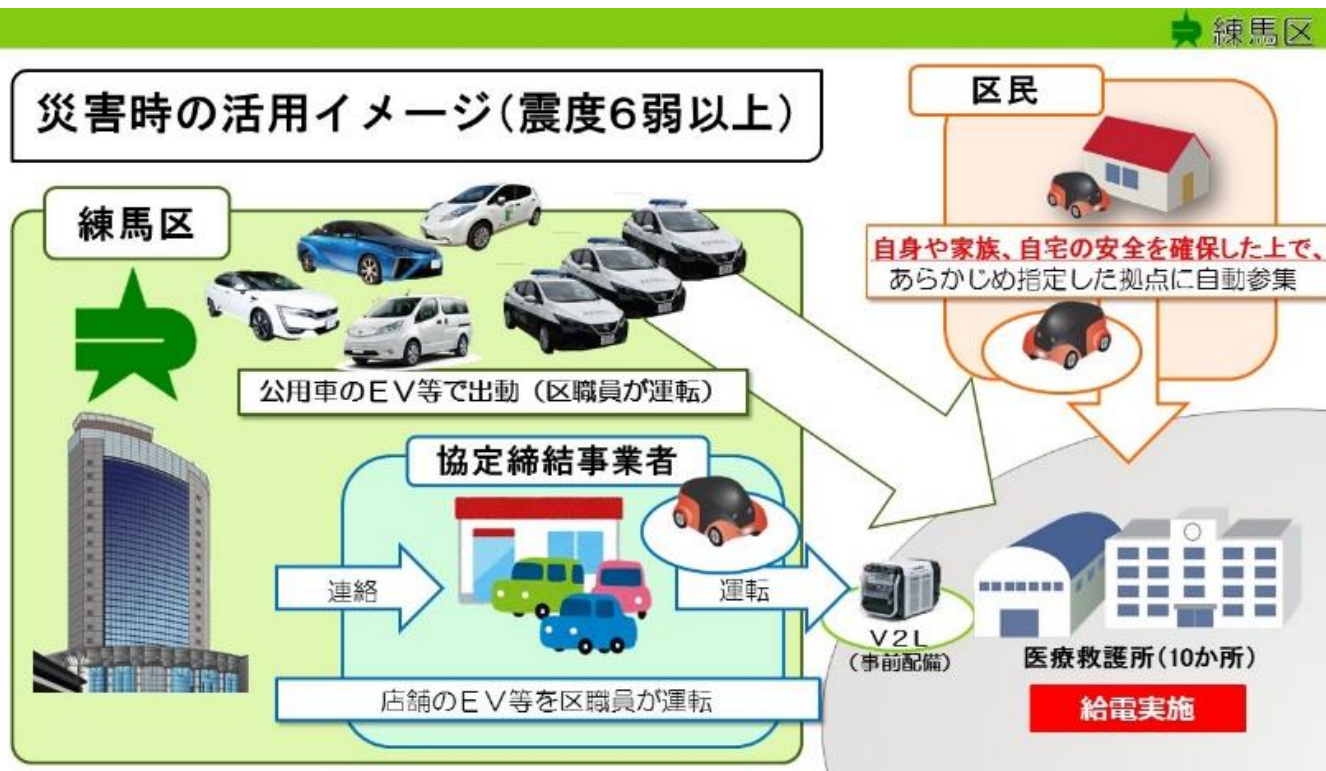 練馬区
災害時の活用イメージ(震度6弱以上)
区民
自身や家族、自宅の安全を確保した上で、
あらかじめ指定した拠点に自動参集
練馬区
公用車のEV等で出動(区職員が運転)
協定締結事業者
連絡
運転
店舗のEV等を区職員が運転
V2L
(事前配備)
医療救護所(10か所)
給電実施